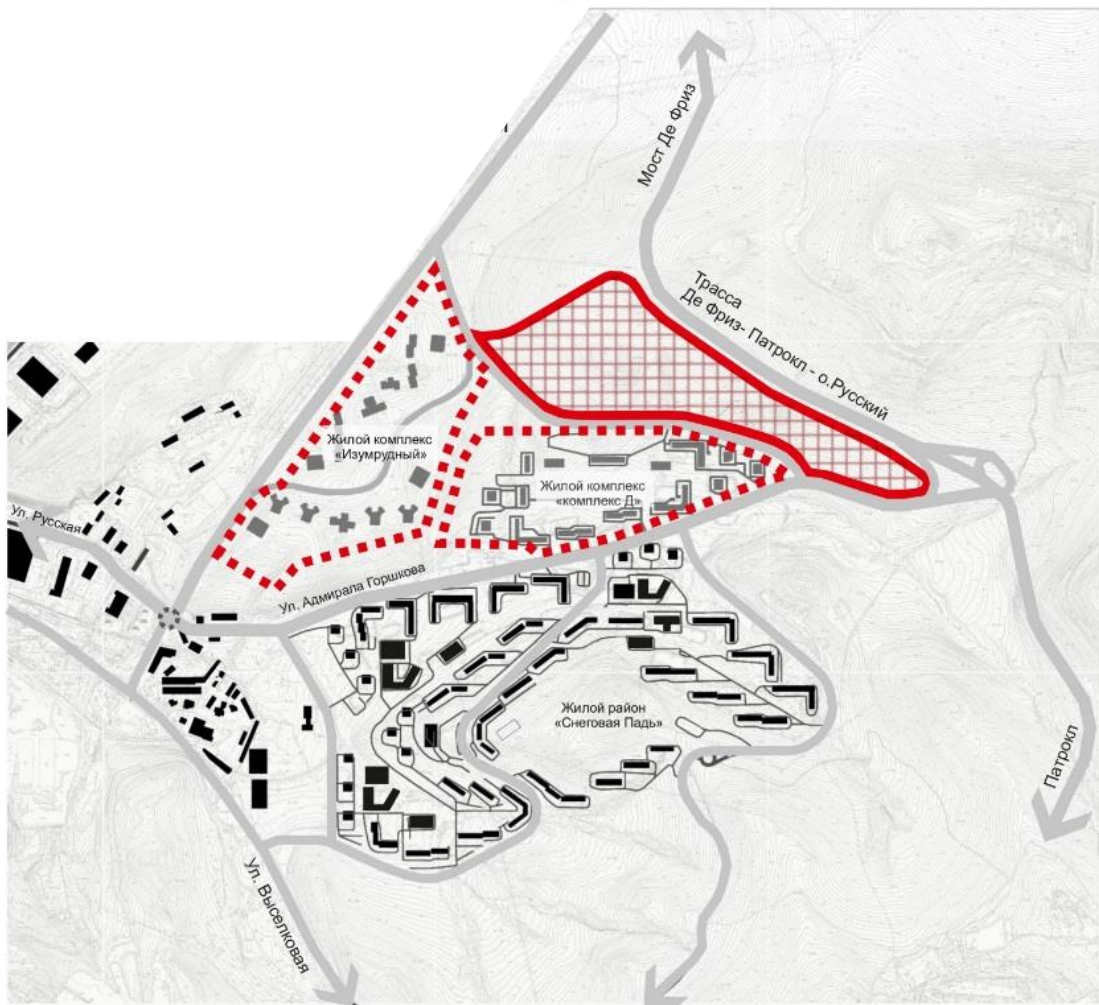 Мост Де Фриз
Трасса
Де Фриз- Патрокл - о.Русский
Жилой комплекс
«Изумрудный»
Жилой комплекс
«комплекс Д»
Ул. Русская
Ул. Адмирала Горшкова
Жилой район
«Снеговая Падь»
Патрокл
Ул. Выселковая